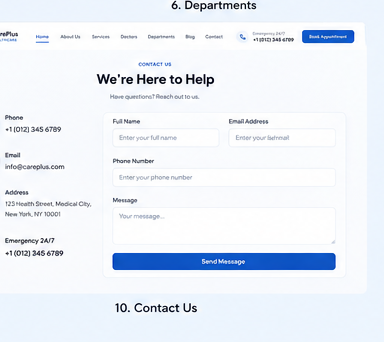 6. Departments
rePlus
Home About Us Services Doctors Departments Blog Contact
Emergency 24/7
+1 (012) 345 6789
Book Appointment
CONTACT US
We're Here to Help
Have questions? Reach out to us.
Phone
+1 (012) 345 6789
Email
info@careplus.com
Address
123 Health Street, Medical City,
New York, NY 10001
Emergency 24/7
+1 (012) 345 6789
Full Name
Enter your full name
Email Address
Enter your
Phone Number
Enter your phone number
Message
Your message...
Send Message
10. Contact Us